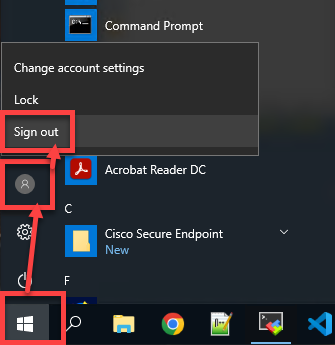 Command Prompt
Change account settings
Lock
Sign out
Acrobat Reader DC
C
Cisco Secure Endpoint
New
F